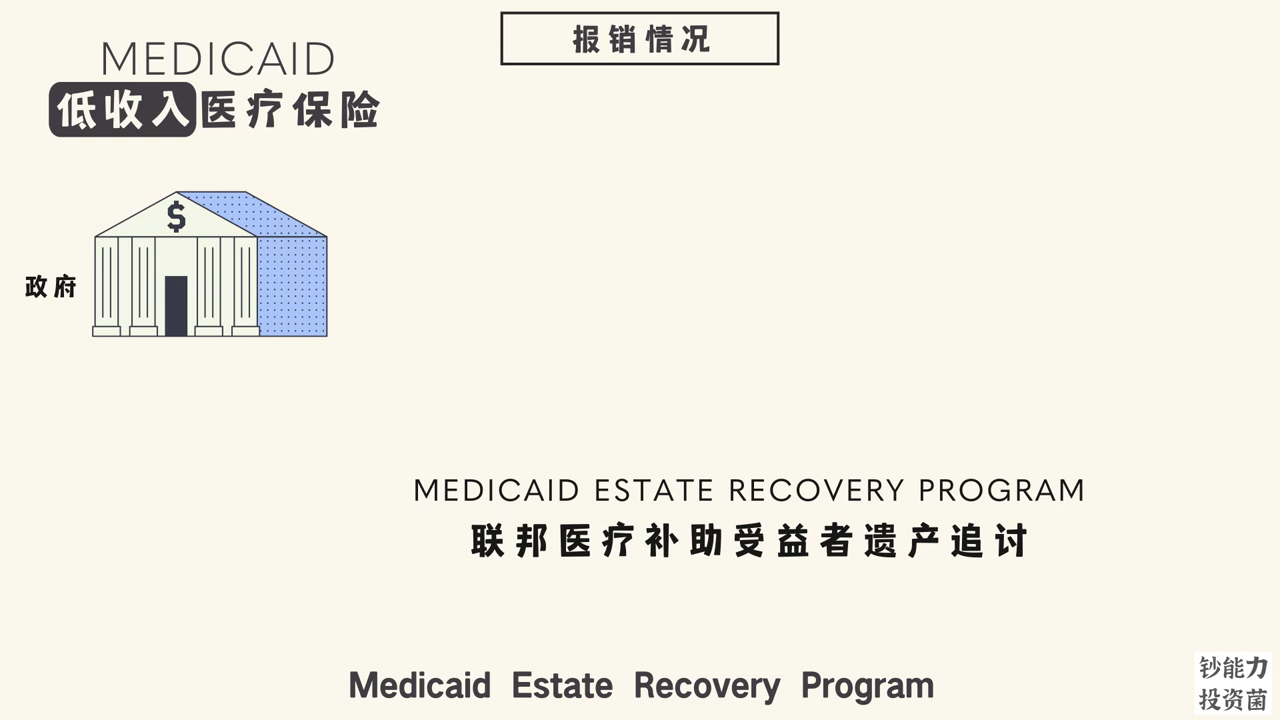 报销情况
MEDICAID
低收入医疗保险
$
政府
MEDICAID ESTATE RECOVERY PROGRAM
联邦医疗补助受益者遗产追讨
Medicaid Estate Recovery Program
钞能力
投资菌